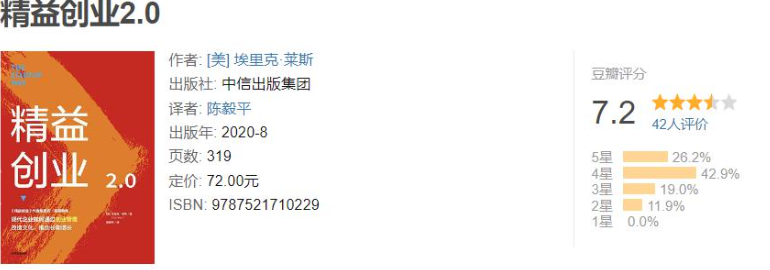 精益创业2.0
精益
创业 2.0
作者: [美] 埃里克·莱斯
出版社: 中信出版集团
译者: 陈毅平
出版年: 2020-8
页数: 319
定价: 72.00元
ISBN: 9787521710229
豆瓣评分
7.2
42人评价
5星 26.2%
4星 42.9%
3星 19.0%
2星 11.9%
1星 0.0%